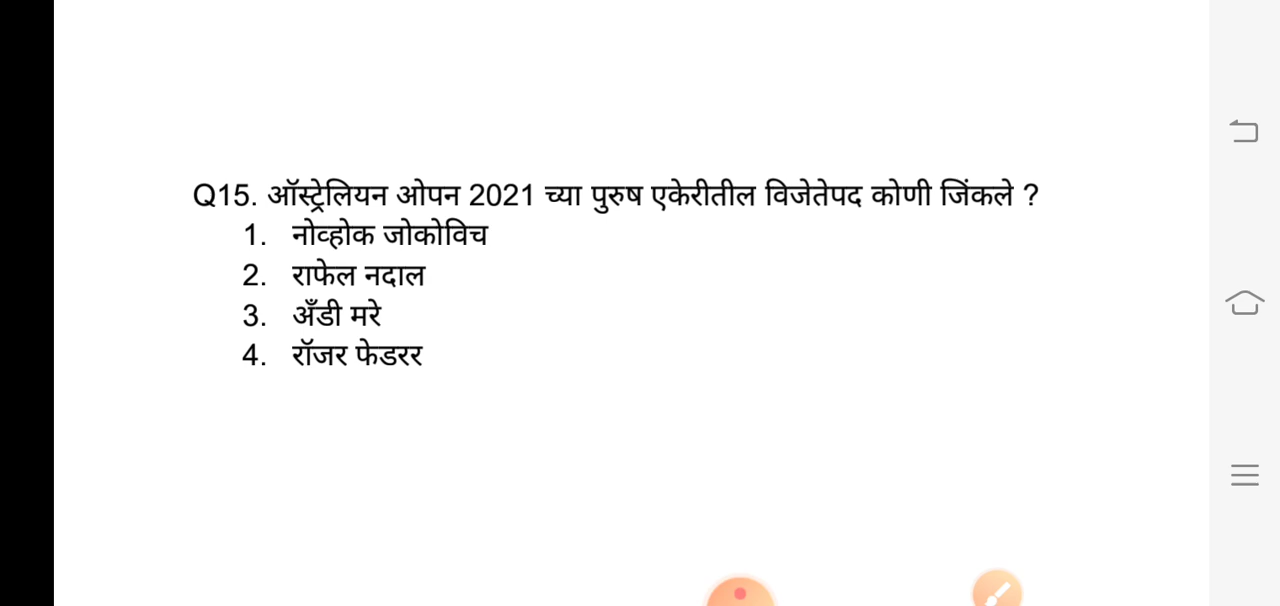 Q15. ऑस्ट्रेलियन ओपन 2021 च्या पुरुष एकेरीतील विजेतेपद कोणी जिंकले ?
1. नोव्होक जोकोविच
2. राफेल नदाल
3. अँडी मरे
4. रॉजर फेडरर